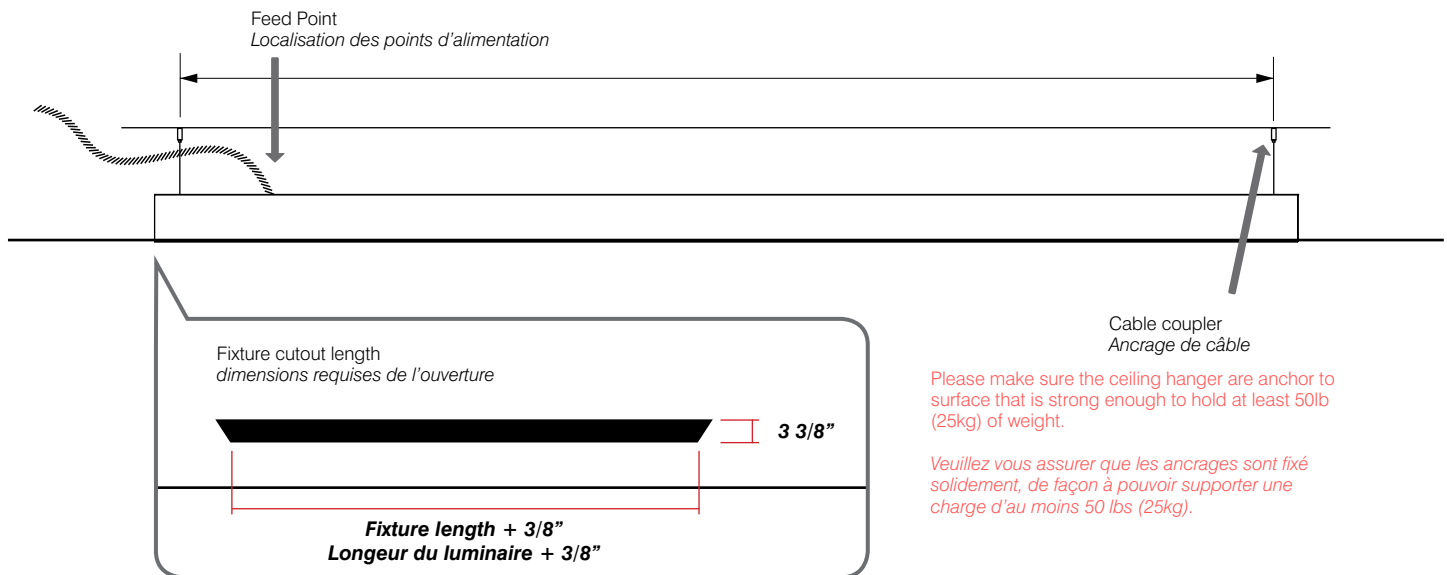 Feed Point
Localisation des points d’alimentation
Fixture cutout length
dimensions requises de l’ouverture
3 3/8”
Fixture length + 3/8”
Longeur du luminaire + 3/8”
Cable coupler
Ancrage de câble
Please make sure the ceiling hanger are anchor to
surface that is strong enough to hold at least 50lb
(25kg) of weight.
Veuillez vous assurer que les ancrages sont fixé
solidement, de façon à pouvoir supporter une
charge d’au moins 50 lbs (25kg).